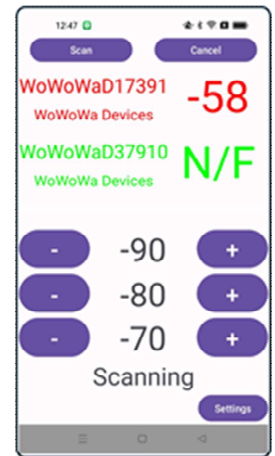 12:47
Scan Cancel
WoWoWaD17391 -58
WoWoWa Devices
WoWoWaD37910 N/F
WoWoWa Devices
- -90 +
- -80 +
- -70 +
Scanning
Settings